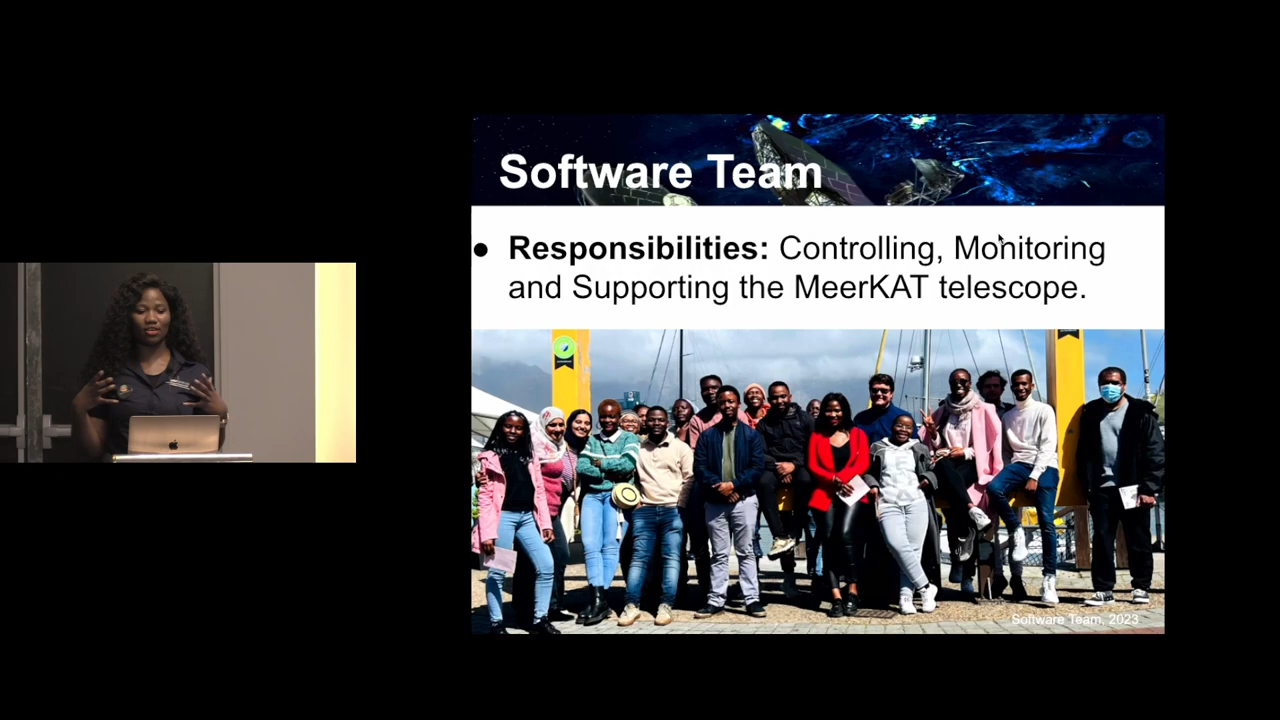 Software Team
● Responsibilities: Controlling, Monitoring
and Supporting the MeerKAT telescope.
Software Team, 2023